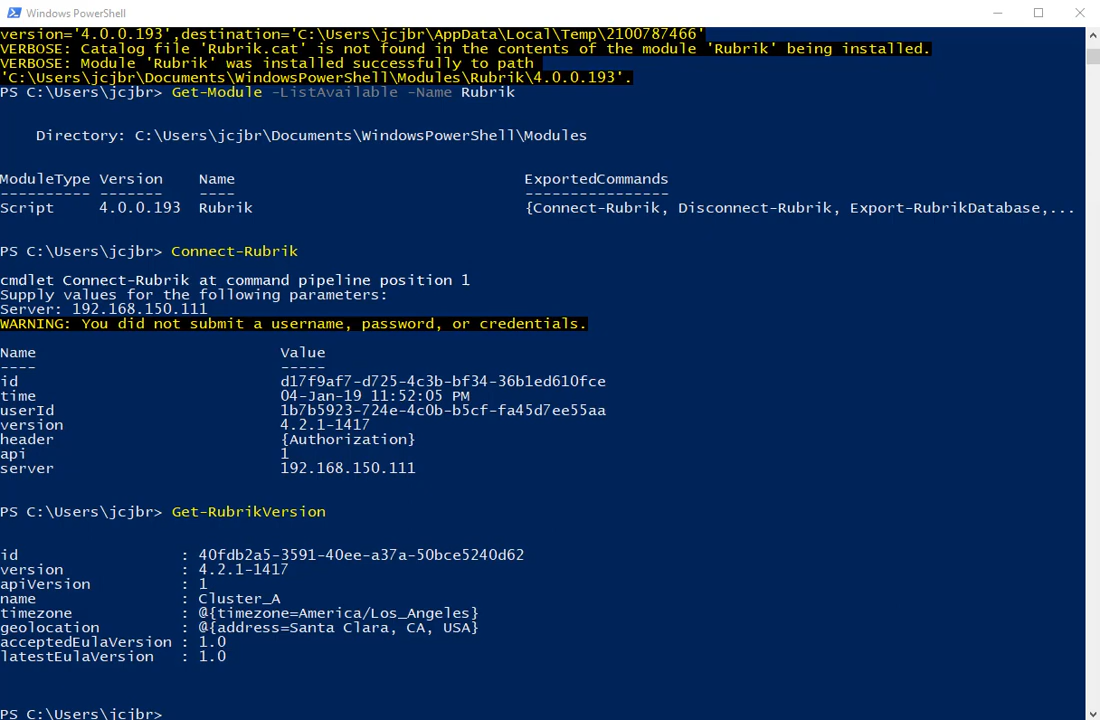 Windows PowerShell
version='4.0.0.193',destination='C:\Users\jcjbr\AppData\Local\Temp\2100787466'
VERBOSE: Catalog file 'Rubrik.cat' is not found in the contents of the module 'Rubrik' being installed.
VERBOSE: Module 'Rubrik' was installed successfully to path
'C:\Users\jcjbr\Documents\WindowsPowerShell\Modules\Rubrik\4.0.0.193'.
PS C:\Users\jcjbr> Get-Module -ListAvailable -Name Rubrik
Directory: C:\Users\jcjbr\Documents\WindowsPowerShell\Modules
ModuleType Version    Name                                ExportedCommands
---------- -------    ----                                ----------------
Script     4.0.0.193  Rubrik                              {Connect-Rubrik, Disconnect-Rubrik, Export-RubrikDatabase,...
PS C:\Users\jcjbr> Connect-Rubrik
cmdlet Connect-Rubrik at command pipeline position 1
Supply values for the following parameters:
Server: 192.168.150.111
WARNING: You did not submit a username, password, or credentials.
Name                           Value
----                           -----
id                             d17f9af7-d725-4c3b-bf34-36b1ed610fce
time                           04-Jan-19 11:52:05 PM
userId                         1b7b5923-724e-4c0b-b5cf-fa45d7ee55aa
version                        4.2.1-1417
header                         {Authorization}
api                            1
server                         192.168.150.111
PS C:\Users\jcjbr> Get-RubrikVersion
id                  : 40fdb2a5-3591-40ee-a37a-50bce5240d62
version             : 4.2.1-1417
apiVersion          : 1
name                : Cluster_A
timezone            : @{timezone=America/Los_Angeles}
geolocation         : @{address=Santa Clara, CA, USA}
acceptedEulaVersion : 1.0
latestEulaVersion   : 1.0
PS C:\Users\jcjbr>